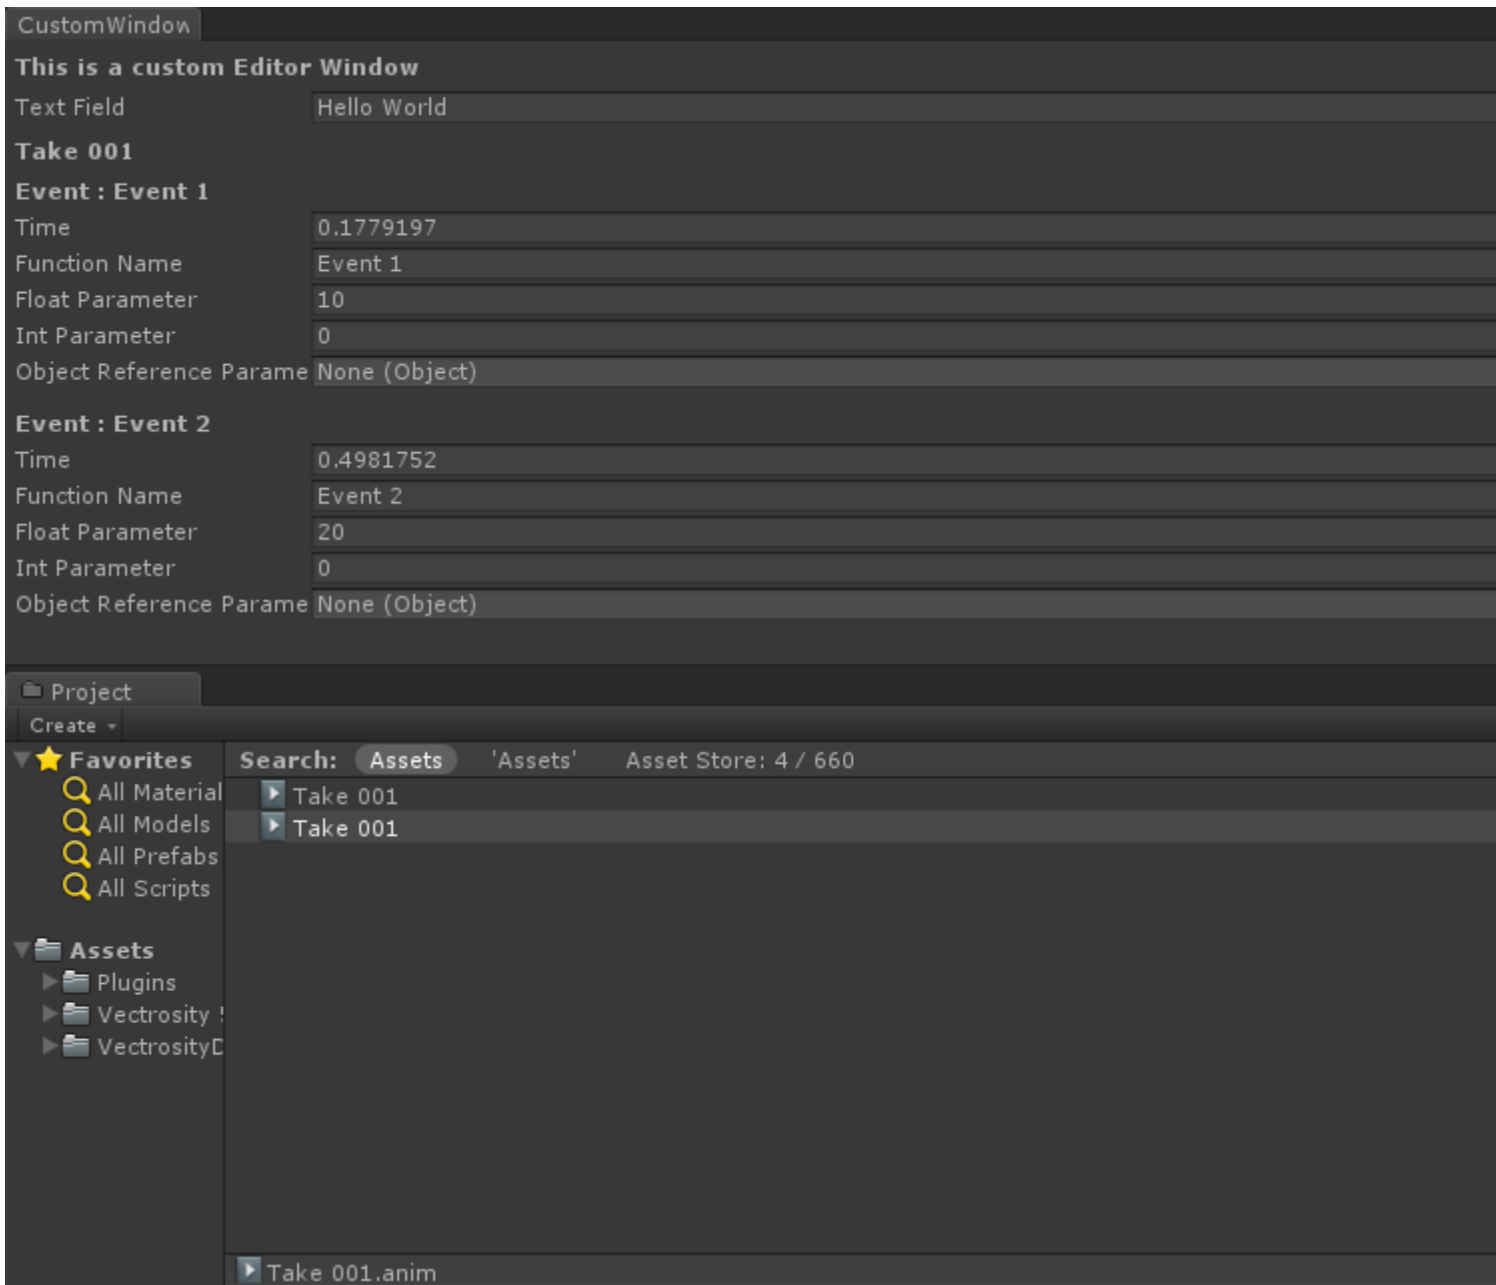 CustomWindow
This is a custom Editor Window
Text Field Hello World
Take 001
Event : Event 1
Time 0.1779197
Function Name Event 1
Float Parameter 10
Int Parameter 0
Object Reference Parame None (Object)
Event : Event 2
Time 0.4981752
Function Name Event 2
Float Parameter 20
Int Parameter 0
Object Reference Parame None (Object)
Project
Create
Favorites
All Material
All Models
All Prefabs
All Scripts
Assets
Plugins
Vectrosity
VectrosityD
Search: Assets 'Assets' Asset Store: 4 / 660
Take 001
Take 001
Take 001.anim